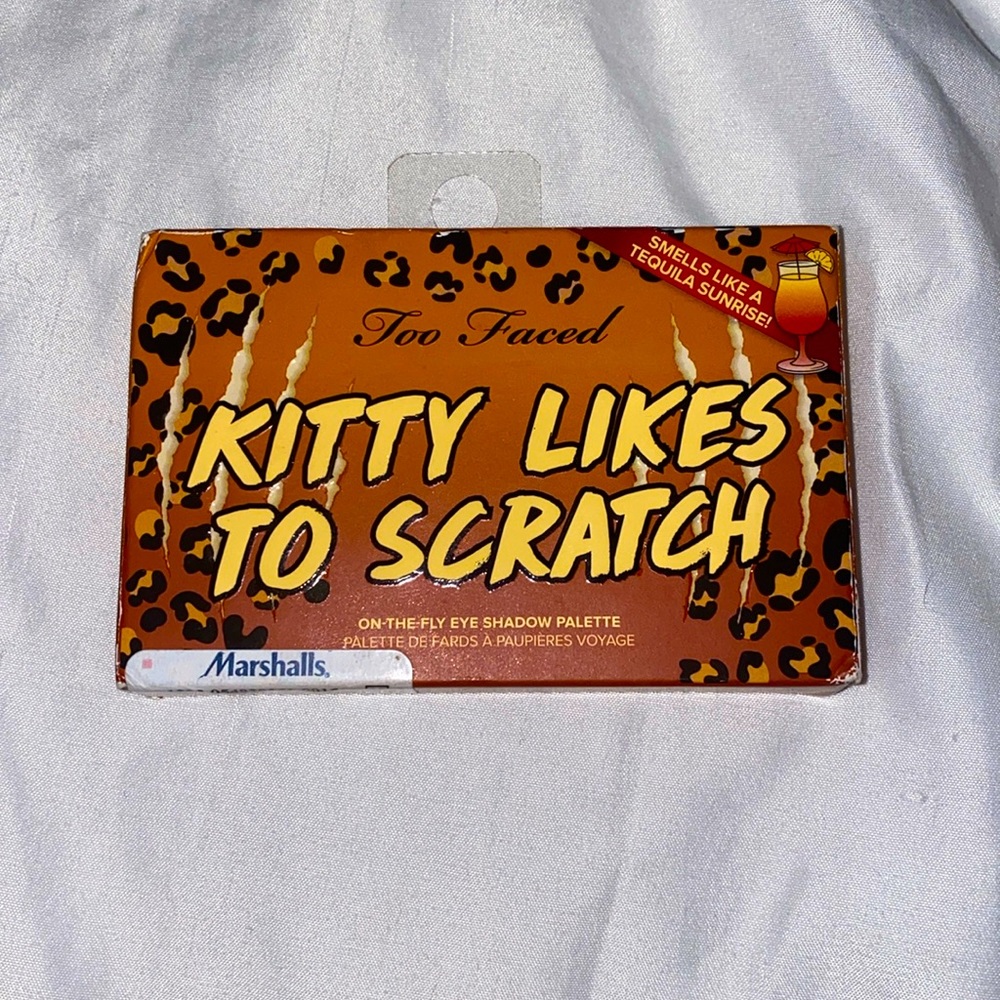 SMELLS LIKE A
TEQUILA SUNRISE!
Too Faced
KITTY LIKES
TO SCRATCH
ON-THE-FLY EYE SHADOW PALETTE
PALETTE DE FARDS À PAUPIÈRES VOYAGE
Marshalls®